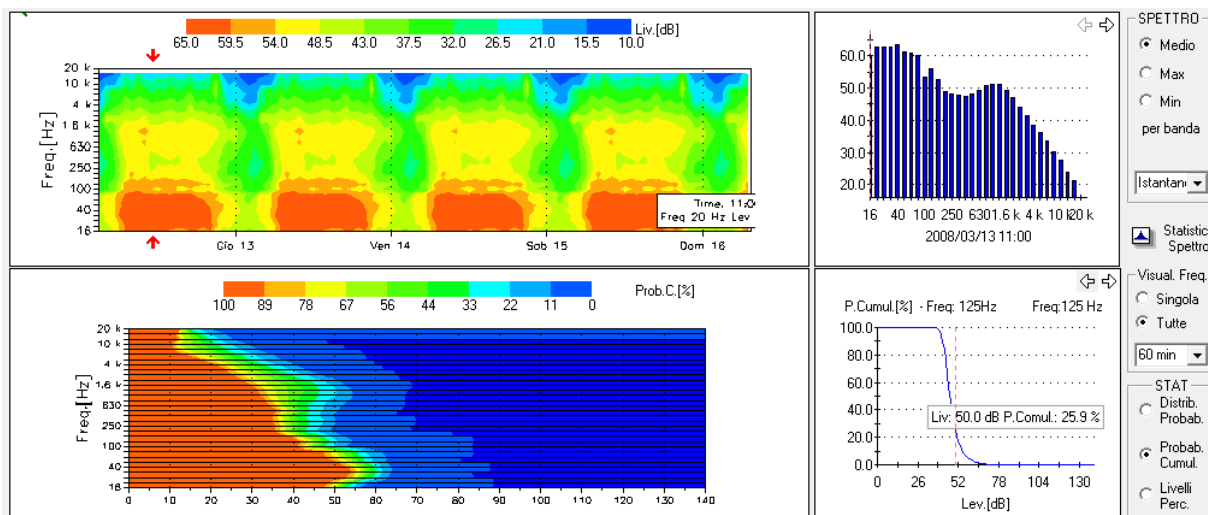 Liv.[dB]
65.0 59.5 54.0 48.5 43.0 37.5 32.0 26.5 21.0 15.5 10.0
Freq.[Hz]
20 k
10 k
4 k
1.6 k
630
250
100
40
16
Time, 11:0
Freq 20 Hz Lev
Gio 13 Ven 14 Sab 15 Dom 16
60.0
50.0
40.0
30.0
20.0
16 40 100 250 630 1.6 k 4 k 10 k 20 k
2008/03/13 11:00
SPETTRO
Medio
Max
Min
per banda
Istantan
Statistic
Spettro
Visual. Freq.
Singola
Tutte
60 min
STAT
Distrib.
Probab.
Probab.
Cumul.
Livelli
Perc.
Prob.C.[%]
100 89 78 67 56 44 33 22 11 0
Freq.[Hz]
20 k
10 k
4 k
1.6 k
630
250
100
40
16
0 10 20 30 40 50 60 70 80 90 100 110 120 130 140
P.Cumul.[%] - Freq: 125Hz Freq:125 Hz
100.0
80.0
60.0
40.0
20.0
0.0
Liv: 50.0 dB P.Comul.: 25.9 %
0 26 52 78 104 130
Lev.[dB]